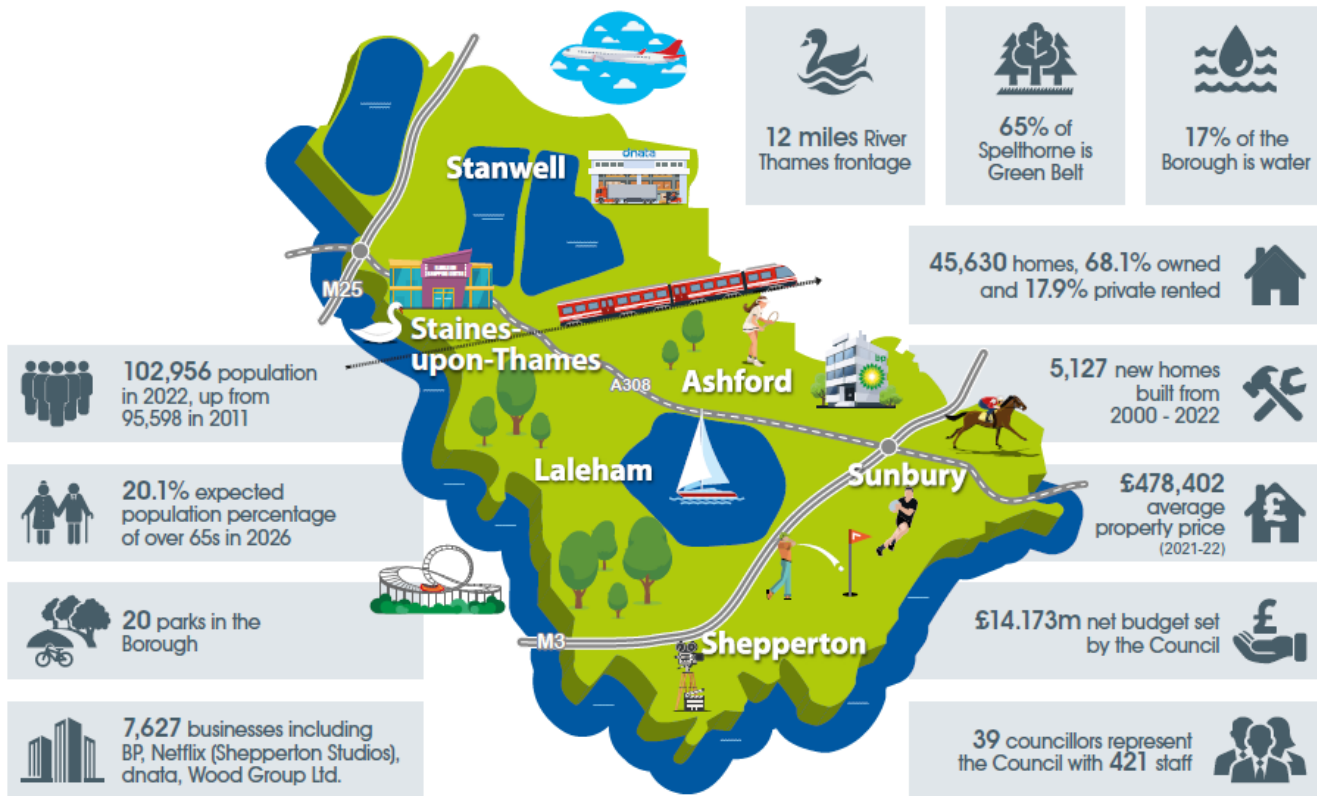 12 miles River
Thames frontage
65% of
Spelthorne is
Green Belt
17% of the
Borough is water
dnata
Stanwell
45,630 homes, 68.1% owned
and 17.9% private rented
M25
Staines-
upon-Thames
A308
Ashford
bp
102,956 population
in 2022, up from
95,598 in 2011
5,127 new homes
built from
2000 - 2022
Laleham
Sunbury
20.1% expected
population percentage
of over 65s in 2026
£478,402
average
property price
(2021-22)
20 parks in the
Borough
£14.173m net budget set
by the Council
£
M3
Shepperton
7,627 businesses including
BP, Netflix (Shepperton Studios),
dnata, Wood Group Ltd.
39 councillors represent
the Council with 421 staff